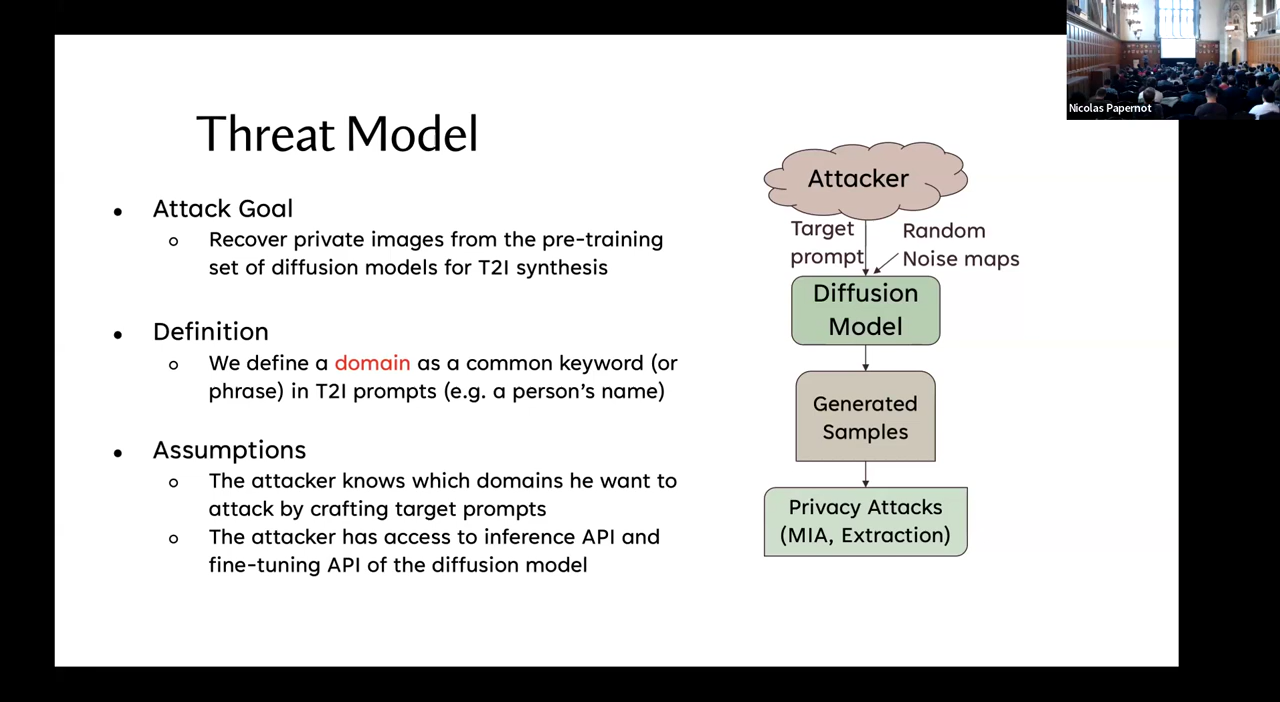 Nicolas Papernot
Threat Model
● Attack Goal
○ Recover private images from the pre-training
set of diffusion models for T2I synthesis
● Definition
○ We define a domain as a common keyword (or
phrase) in T2I prompts (e.g. a person's name)
● Assumptions
○ The attacker knows which domains he want to
attack by crafting target prompts
○ The attacker has access to inference API and
fine-tuning API of the diffusion model
Attacker
Target
prompt
Random
Noise maps
Diffusion
Model
Generated
Samples
Privacy Attacks
(MIA, Extraction)